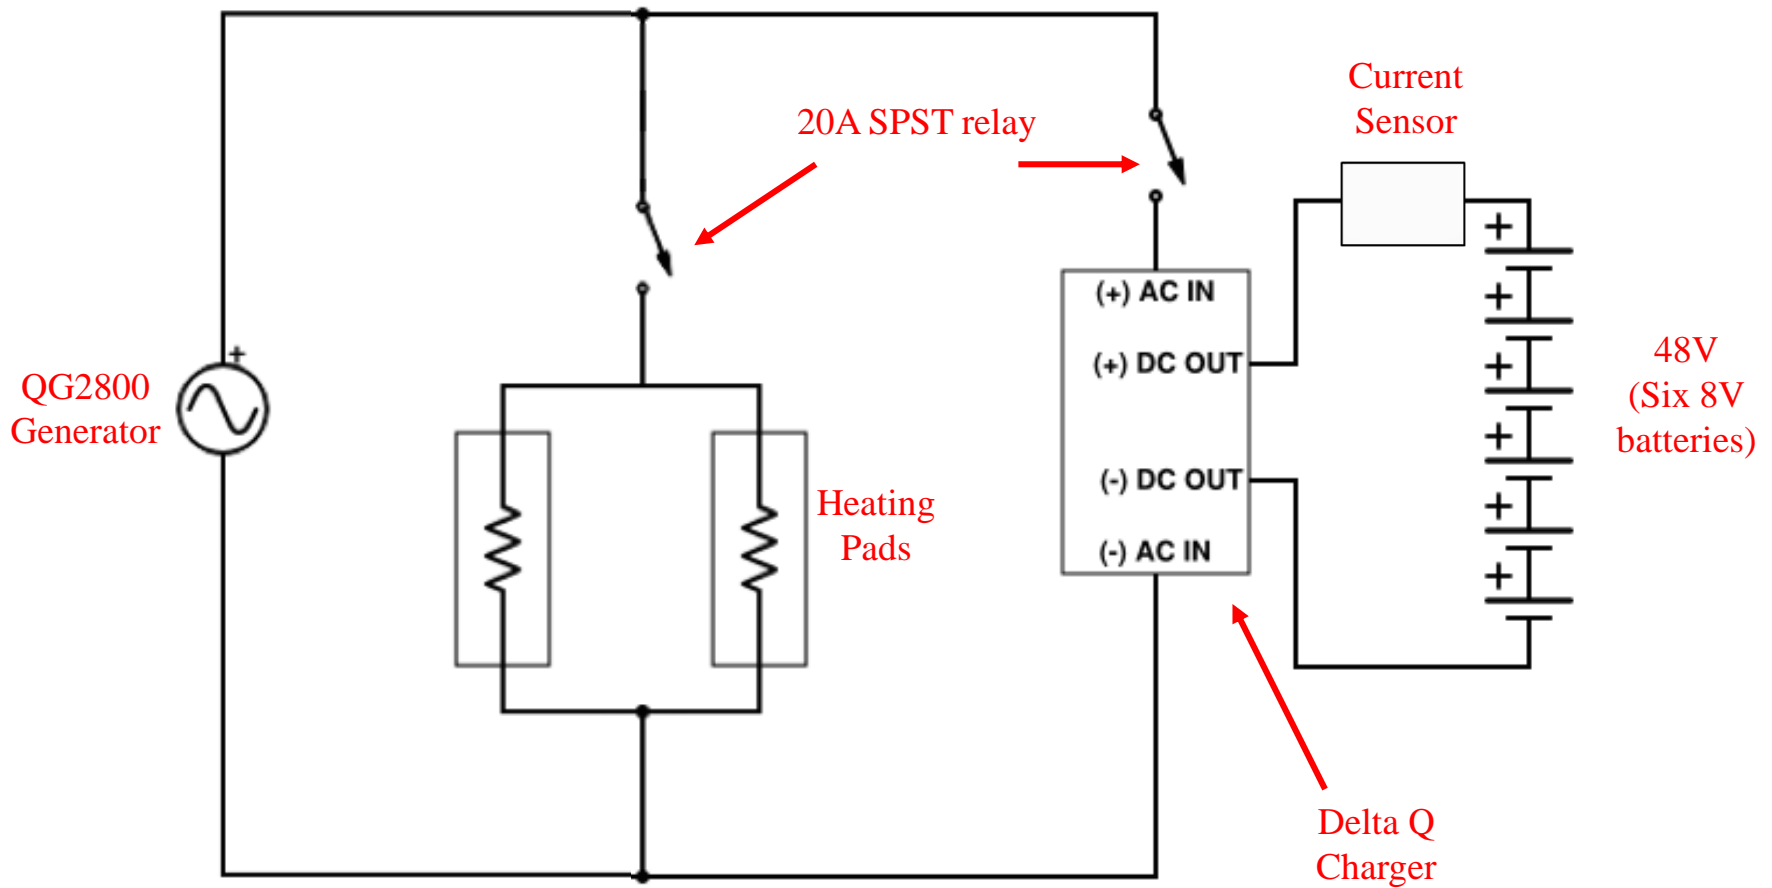 Current
Sensor
20A SPST relay
+
(+) AC IN
(+) DC OUT
(-) DC OUT
(-) AC IN
+
+
+
+
+
+
48V
(Six 8V
batteries)
QG2800
Generator
Heating
Pads
Delta Q
Charger